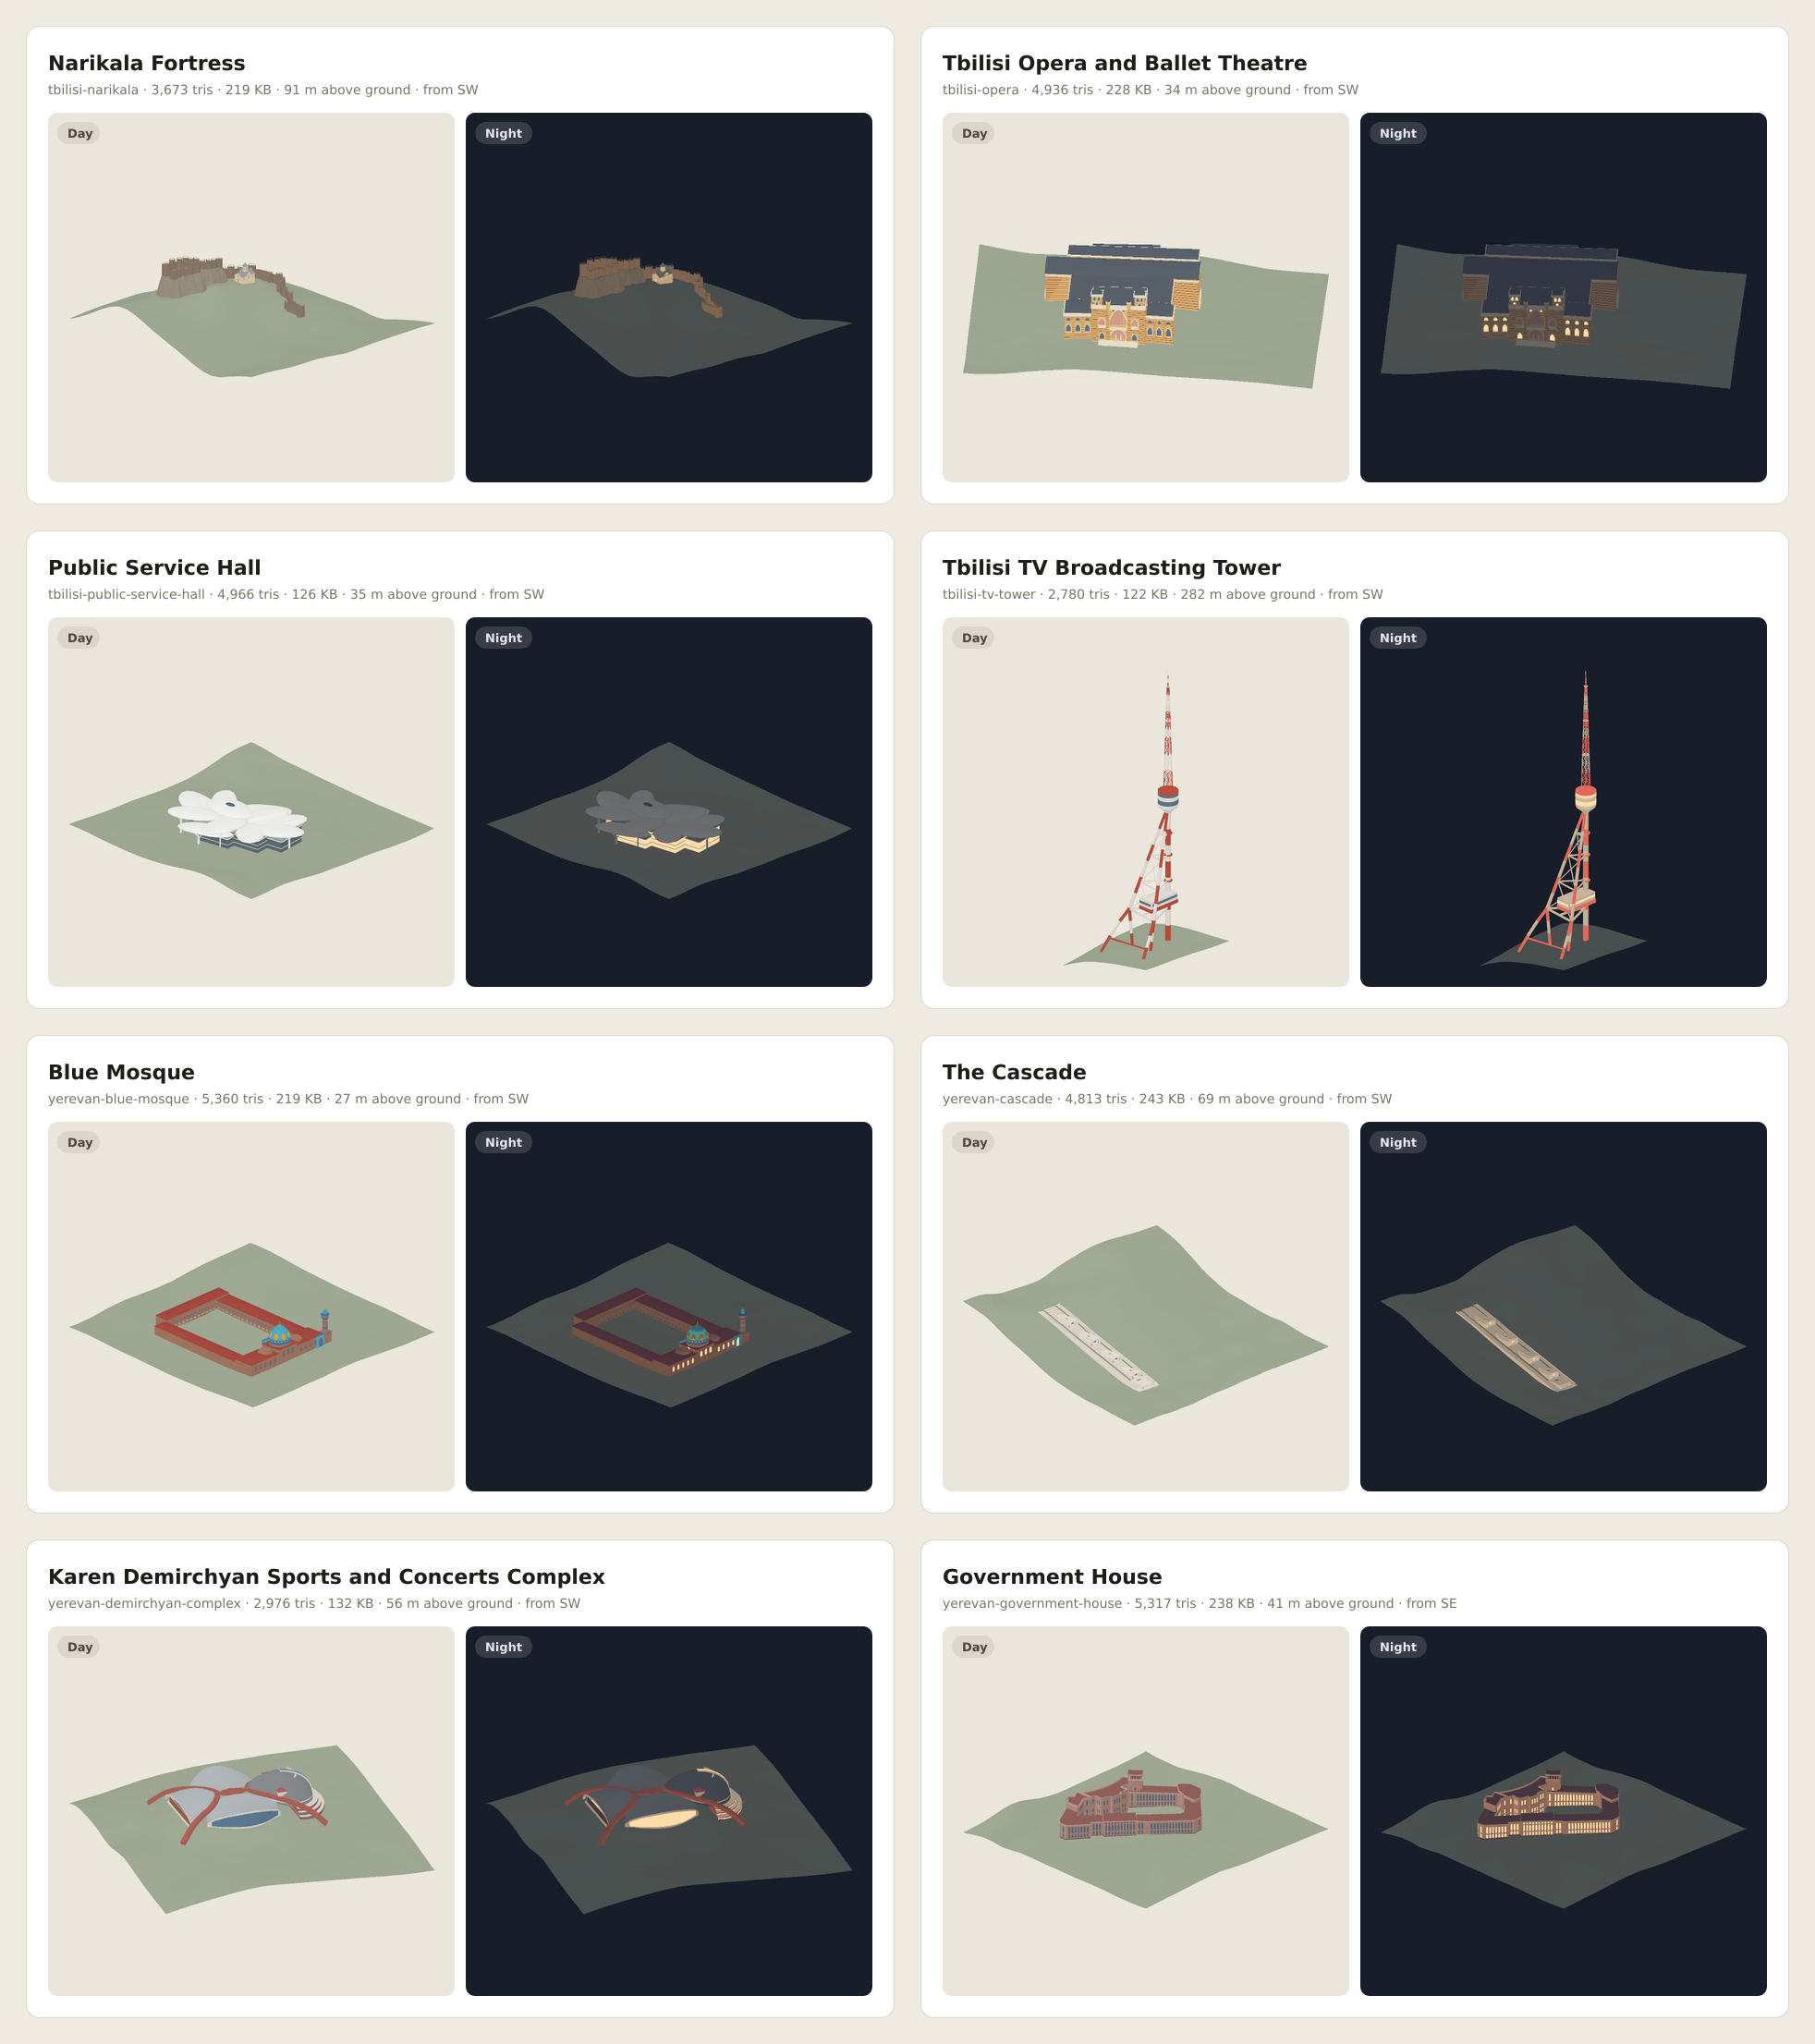 Narikala Fortress
tbilisi-narikala · 3,673 tris · 219 KB · 91 m above ground · from SW
Day
Night
Tbilisi Opera and Ballet Theatre
tbilisi-opera · 4,936 tris · 228 KB · 34 m above ground · from SW
Day
Night
Public Service Hall
tbilisi-public-service-hall · 4,966 tris · 126 KB · 35 m above ground · from SW
Day
Night
Tbilisi TV Broadcasting Tower
tbilisi-tv-tower · 2,780 tris · 122 KB · 282 m above ground · from SW
Day
Night
Blue Mosque
yerevan-blue-mosque · 5,360 tris · 219 KB · 27 m above ground · from SW
Day
Night
The Cascade
yerevan-cascade · 4,813 tris · 243 KB · 69 m above ground · from SW
Day
Night
Karen Demirchyan Sports and Concerts Complex
yerevan-demirchyan-complex · 2,976 tris · 132 KB · 56 m above ground · from SW
Day
Night
Government House
yerevan-government-house · 5,317 tris · 238 KB · 41 m above ground · from SE
Day
Night